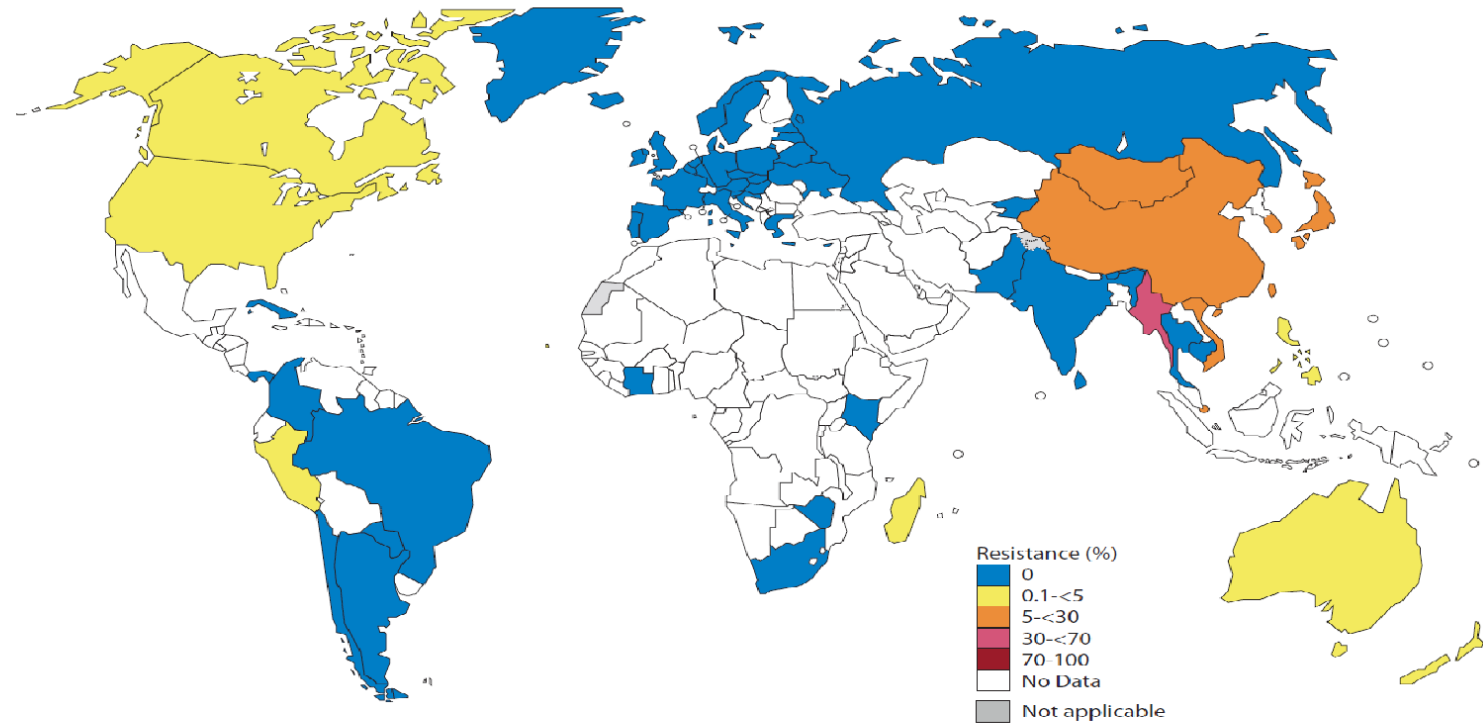 Resistance (%)
0
0.1-<5
5-<30
30-<70
70-100
No Data
Not applicable